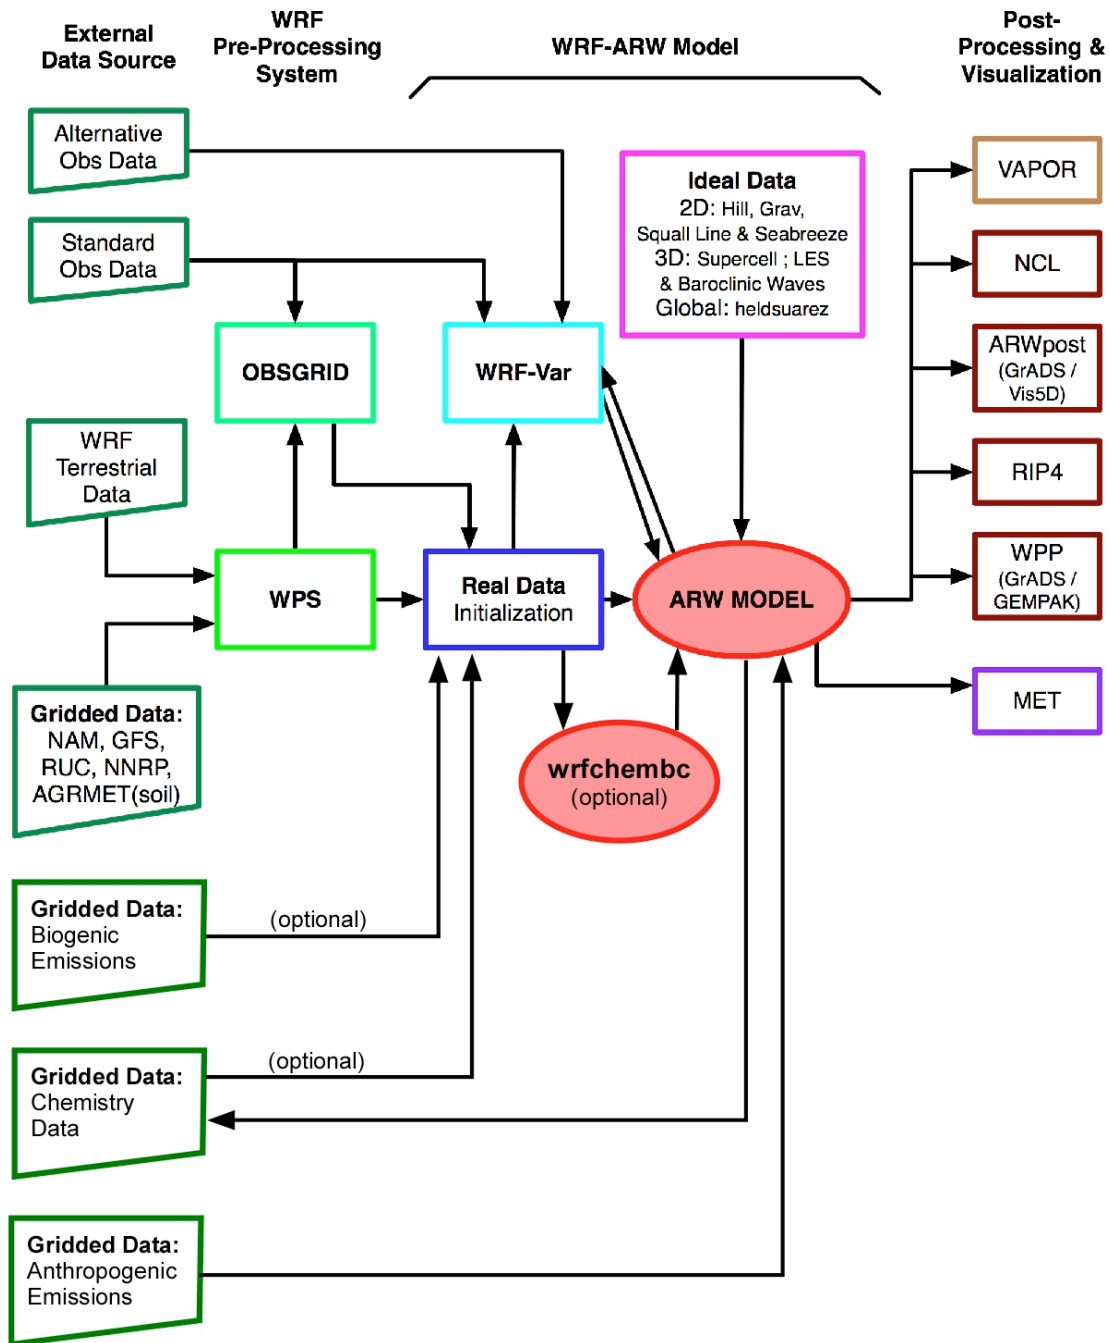 External
Data Source
WRF
Pre-Processing
System
WRF-ARW Model
Post-
Processing &
Visualization
Alternative
Obs Data
Standard
Obs Data
WRF
Terrestrial
Data
Gridded Data:
NAM, GFS,
RUC, NNRP,
AGRMET(soil)
Gridded Data:
Biogenic
Emissions
(optional)
Gridded Data:
Chemistry
Data
(optional)
Gridded Data:
Anthropogenic
Emissions
OBSGRID
WPS
WRF-Var
Real Data
Initialization
Ideal Data
2D: Hill, Grav,
Squall Line & Seabreeze
3D: Supercell ; LES
& Baroclinic Waves
Global: heldsuarez
ARW MODEL
wrfchembc
(optional)
VAPOR
NCL
ARWpost
(GrADS /
Vis5D)
RIP4
WPP
(GrADS /
GEMPAK)
MET